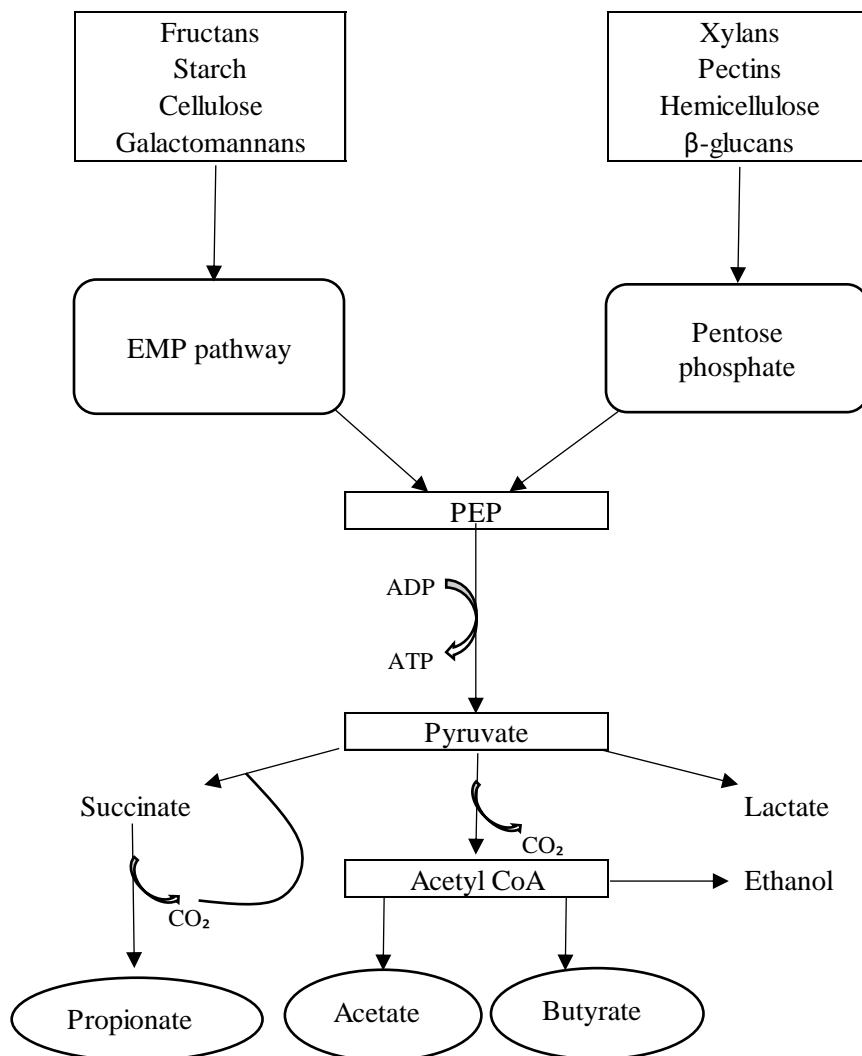 Fructans
Starch
Cellulose
Galactomannans
Xylans
Pectins
Hemicellulose
β-glucans
EMP pathway
Pentose
phosphate
PEP
ADP
ATP
Pyruvate
Succinate
Lactate
CO₂
Acetyl CoA
Ethanol
CO₂
Propionate
Acetate
Butyrate